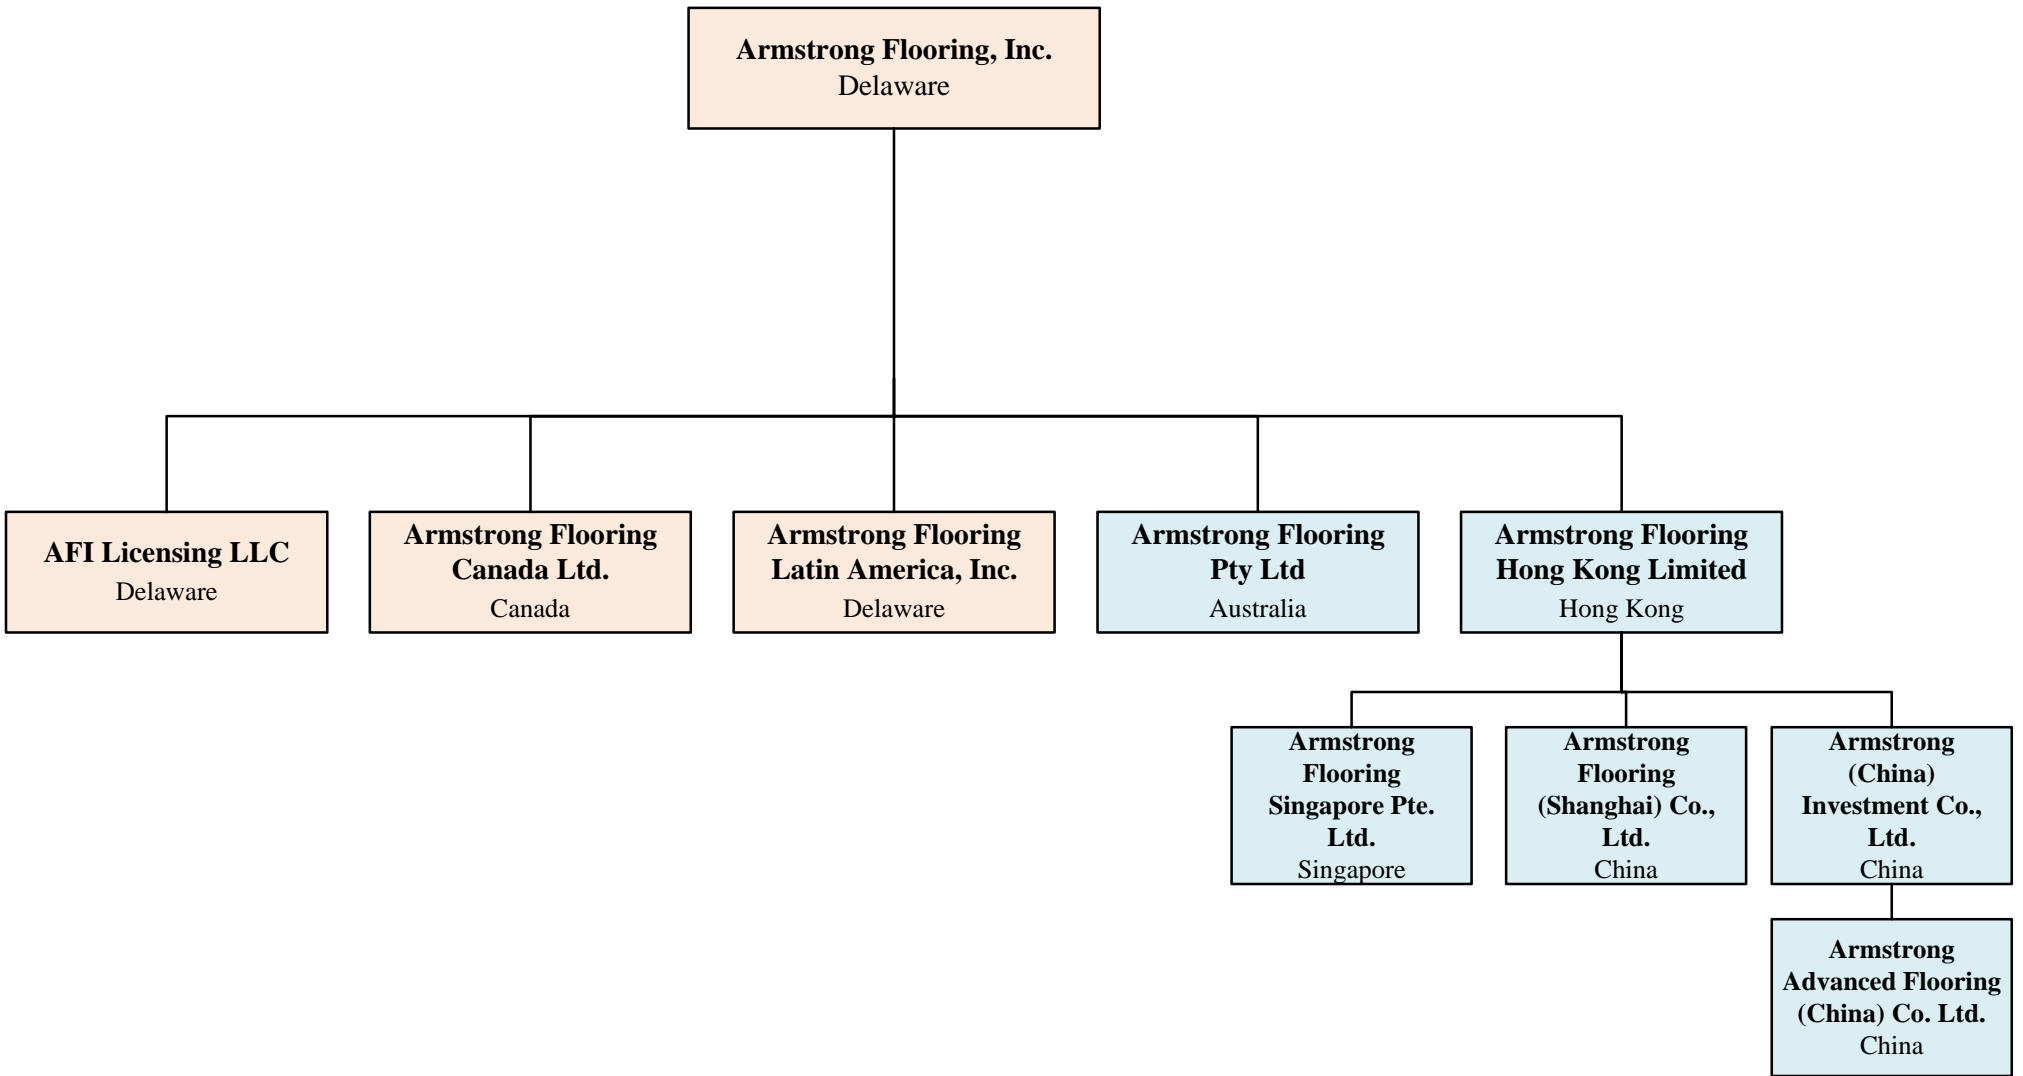 Armstrong Flooring, Inc.
Delaware
AFI Licensing LLC
Delaware
Armstrong Flooring
Canada Ltd.
Canada
Armstrong Flooring
Latin America, Inc.
Delaware
Armstrong Flooring
Pty Ltd
Australia
Armstrong Flooring
Hong Kong Limited
Hong Kong
Armstrong
Flooring
Singapore Pte.
Ltd.
Singapore
Armstrong
Flooring
(Shanghai) Co.,
Ltd.
China
Armstrong
(China)
Investment Co.,
Ltd.
China
Armstrong
Advanced Flooring
(China) Co. Ltd.
China